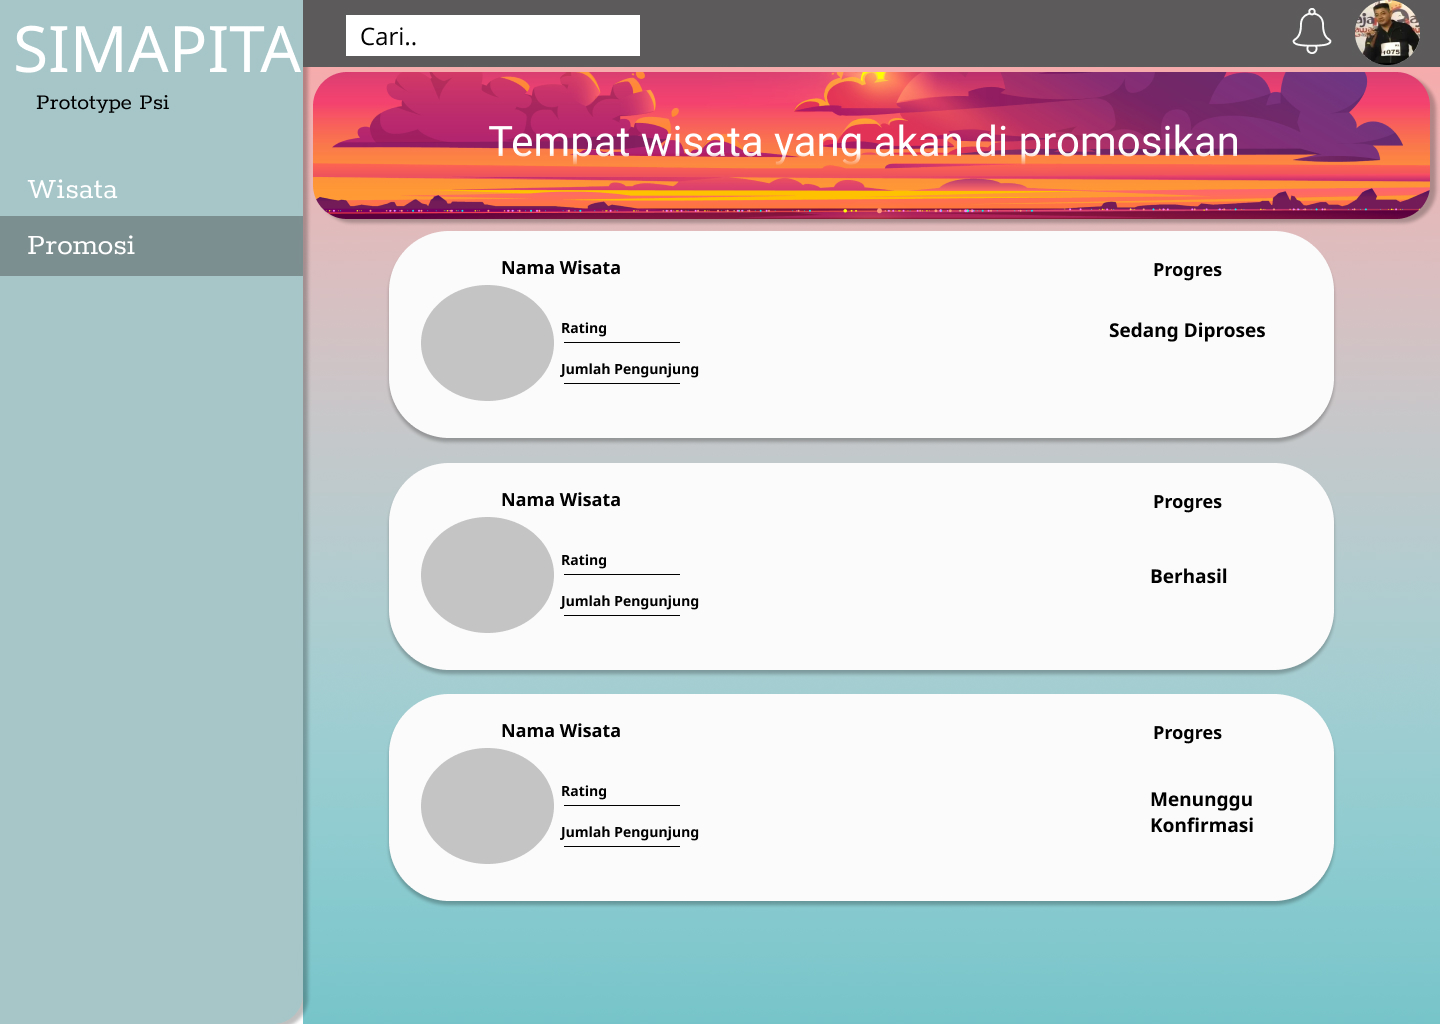 SIMAPITA
Prototype Psi
Wisata
Promosi
Cari..
Tempat wisata yang akan di promosikan
Nama Wisata
Rating
Jumlah Pengunjung
Progres
Sedang Diproses
Nama Wisata
Rating
Jumlah Pengunjung
Progres
Berhasil
Nama Wisata
Rating
Jumlah Pengunjung
Progres
Menunggu
Konfirmasi